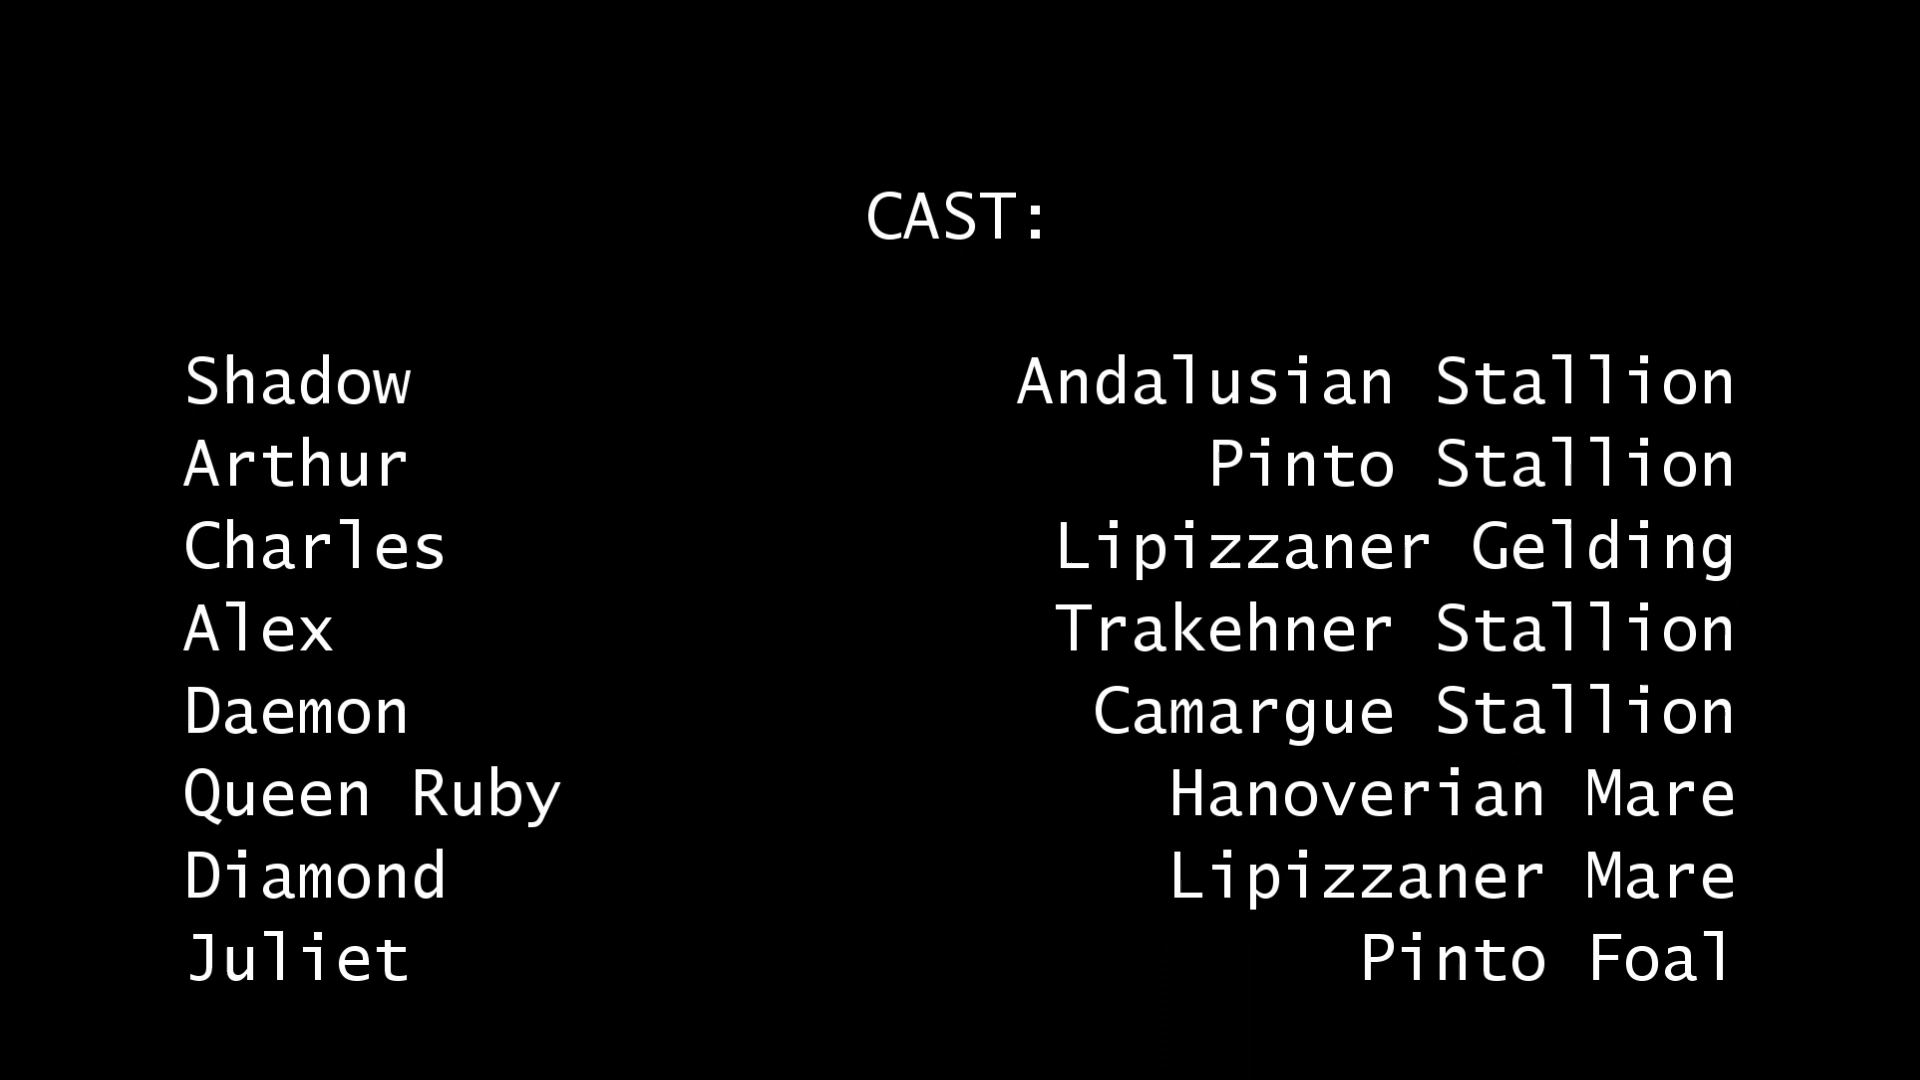 CAST:
Shadow Andalusian Stallion
Arthur Pinto Stallion
Charles Lipizzaner Gelding
Alex Trakehner Stallion
Daemon Camargue Stallion
Queen Ruby Hanoverian Mare
Diamond Lipizzaner Mare
Juliet Pinto Foal